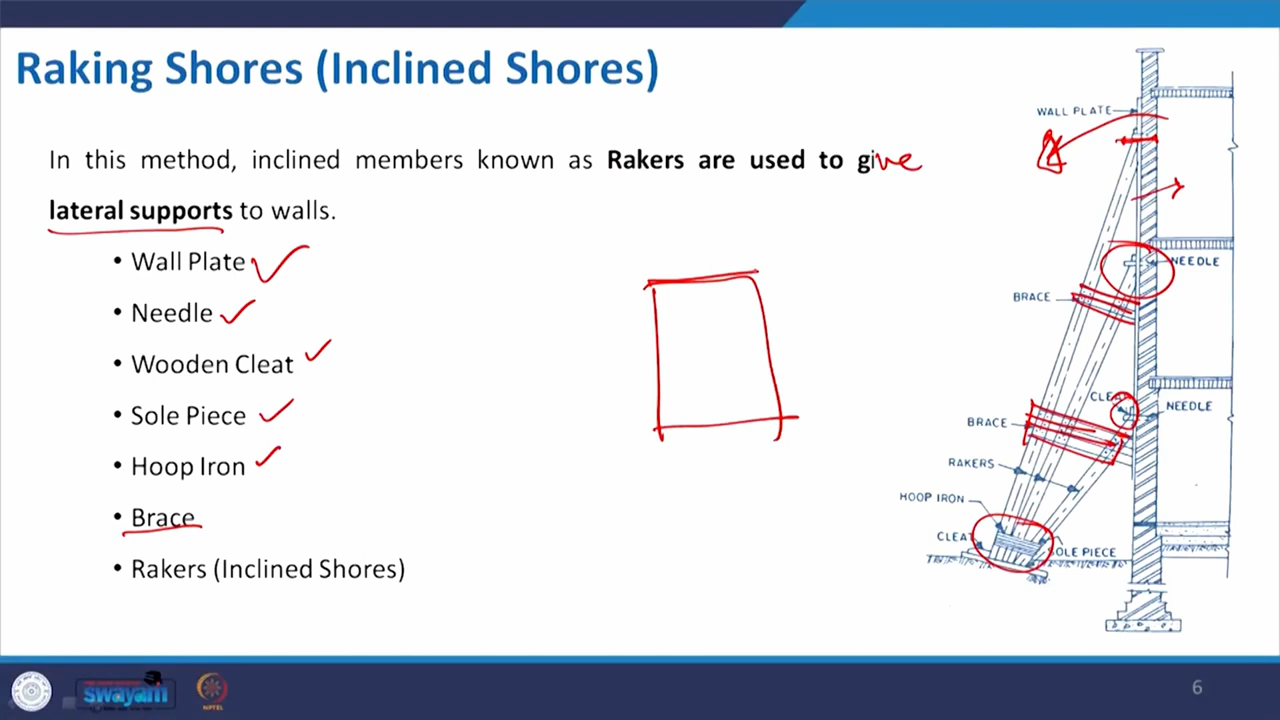 Raking Shores (Inclined Shores)
In this method, inclined members known as Rakers are used to give
lateral supports to walls.
• Wall Plate
• Needle
• Wooden Cleat
• Sole Piece
• Hoop Iron
• Brace
• Rakers (Inclined Shores)
WALL PLATE
NEEDLE
BRACE
NEEDLE
BRACE
RAKERS
HOOP IRON
SOLE PIECE
swayam
NPTEL
6